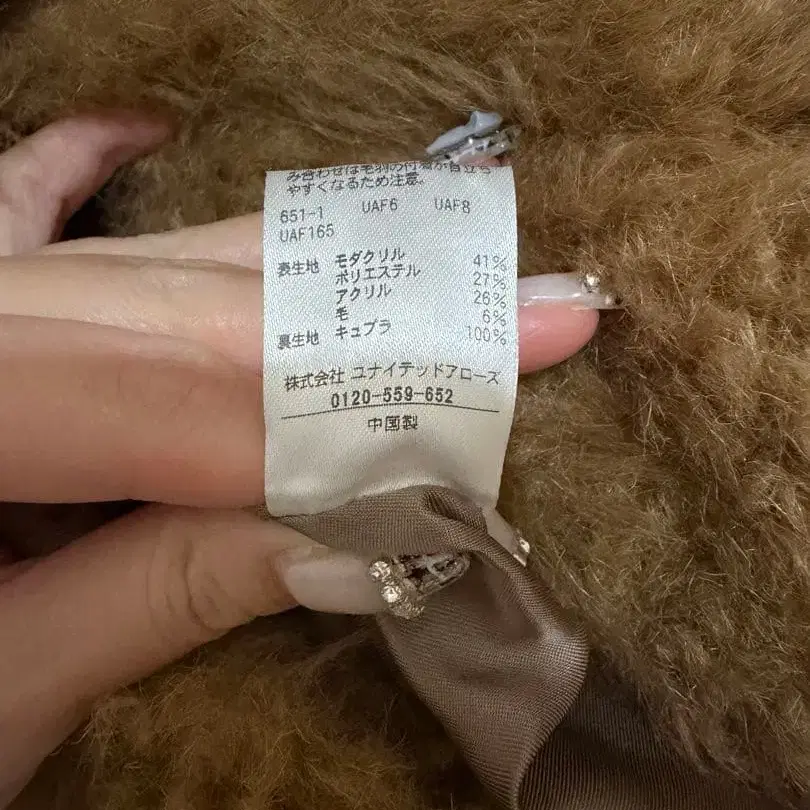 み合わせは毛羽の付着が目立ち
やすくなるため注意。
651-1 UAF6 UAF8
UAF165
表生地 モダクリル 41%
ポリエステル 27%
アクリル 26%
毛 6%
裏生地 キュプラ 100%
株式会社 ユナイテッドアローズ
0120-559-652
中国製